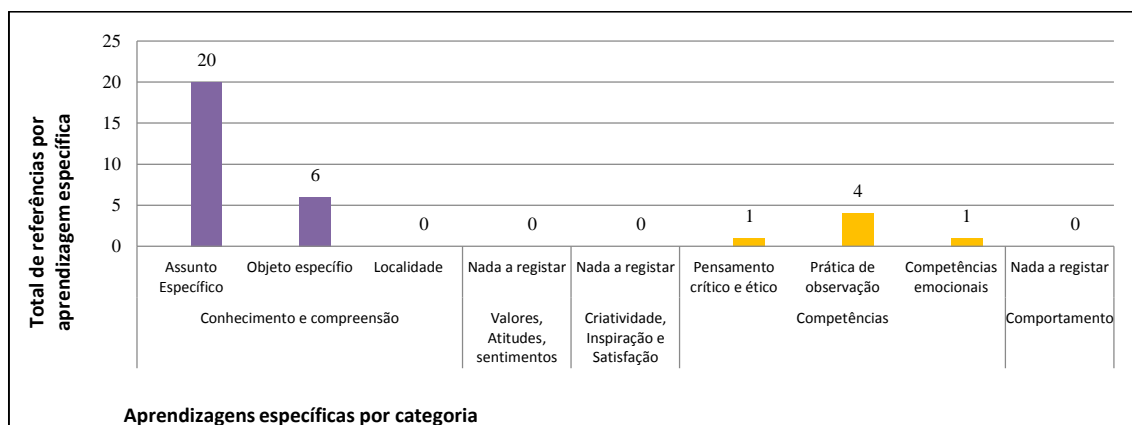 Total de referências por
aprendizagem específica
25
20
15
10
5
0
20
6
0
0
0
1
4
1
0
Assunto
Específico
Objeto específio
Localidade
Nada a registar
Nada a registar
Pensamento
crítico e ético
Prática de
observação
Competências
emocionais
Nada a registar
Conhecimento e compreensão
Valores,
Atitudes,
sentimentos
Criatividade,
Inspiração e
Satisfação
Competências
Comportamento
Aprendizagens específicas por categoria